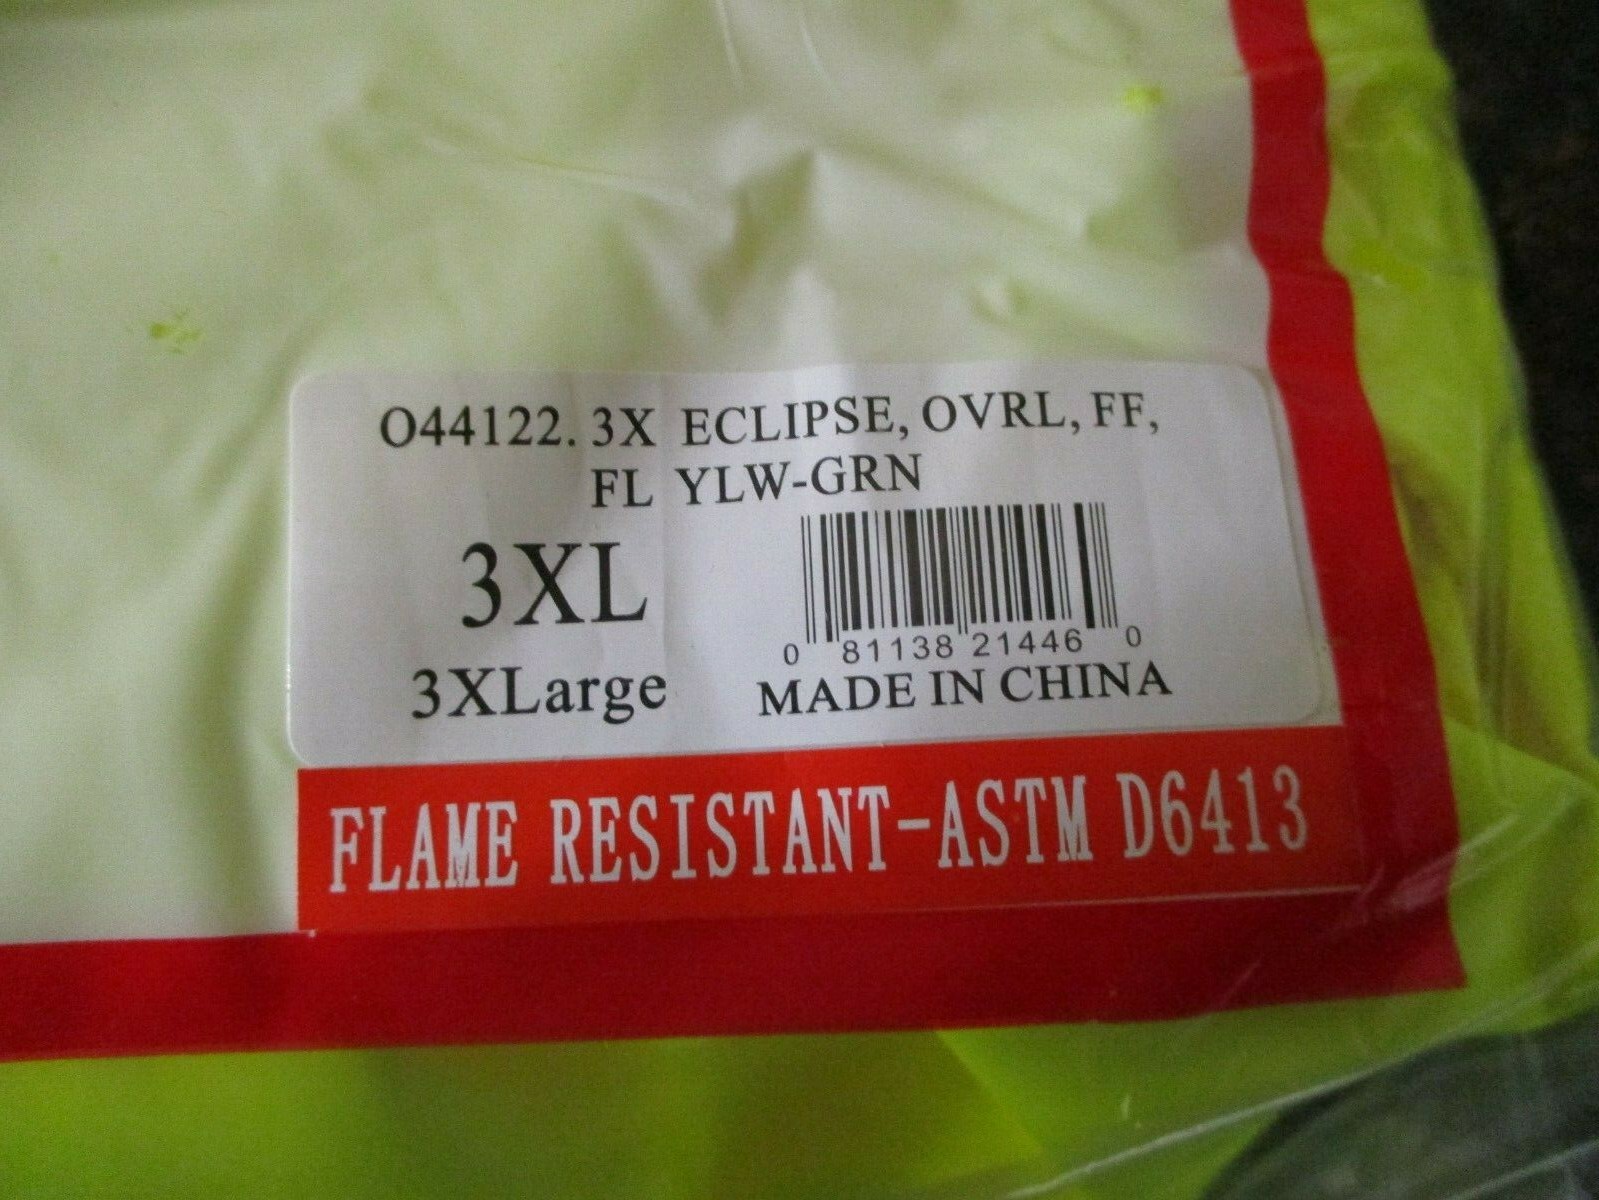 O44122.3X ECLIPSE, OVRL, FF,
FL YLW-GRN
3XL
3XLarge
0 81138 21446 0
MADE IN CHINA
FLAME RESISTANT-ASTM D6413